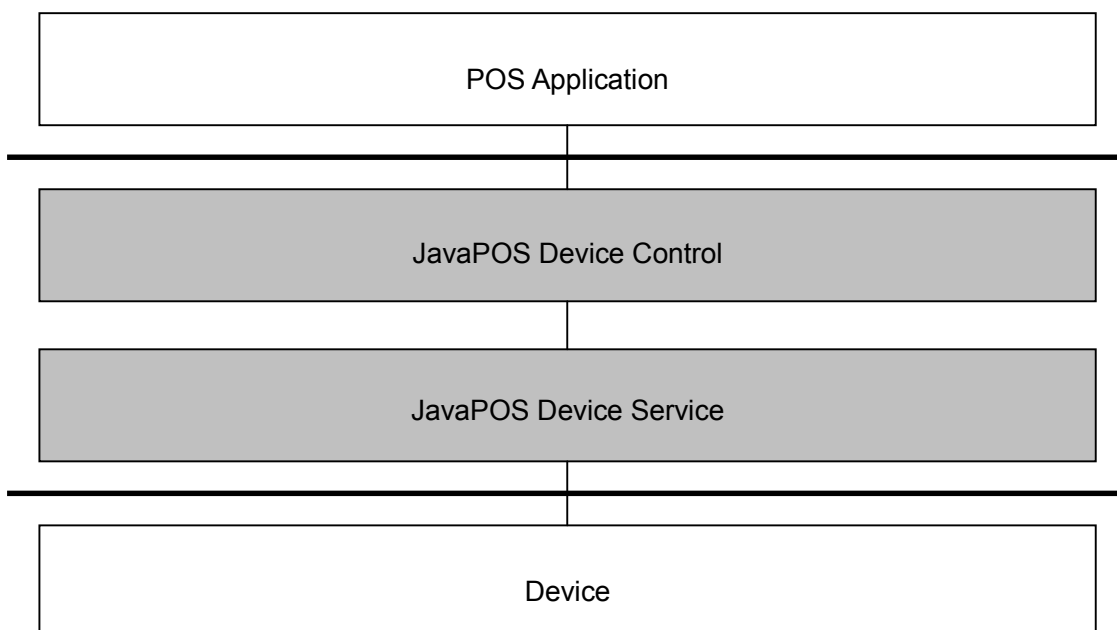 POS Application
JavaPOS Device Control
JavaPOS Device Service
Device